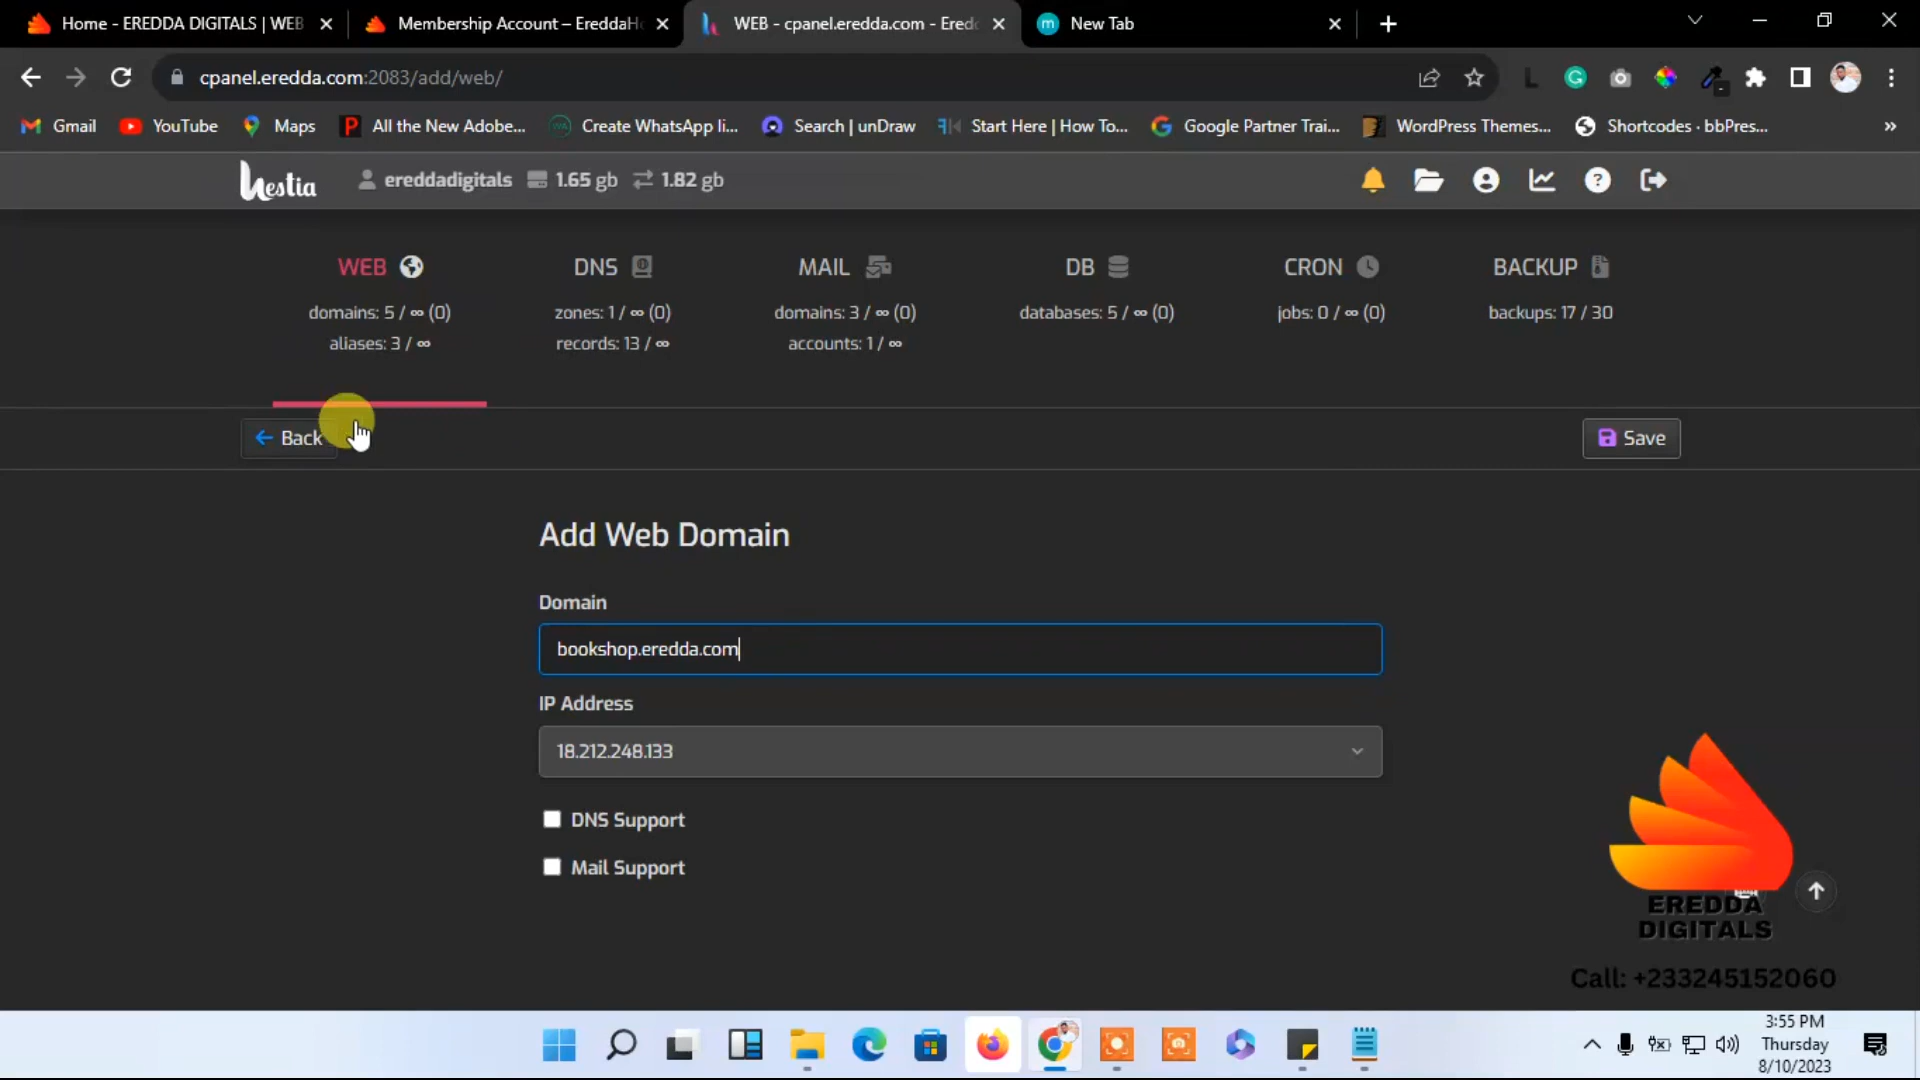 Home - EREDDA DIGITALS | WEB
Membership Account – EreddaHo
WEB - cpanel.eredda.com - Eredd
New Tab
cpanel.eredda.com:2083/add/web/
Gmail
YouTube
Maps
All the New Adobe...
Create WhatsApp li...
Search | unDraw
Start Here | How To...
Google Partner Trai...
WordPress Themes...
Shortcodes · bbPres...
hestia
ereddadigitals
1.65 gb
1.82 gb
WEB
domains: 5 / ∞ (0)
aliases: 3 / ∞
DNS
zones: 1 / ∞ (0)
records: 13 / ∞
MAIL
domains: 3 / ∞ (0)
accounts: 1 / ∞
DB
databases: 5 / ∞ (0)
CRON
jobs: 0 / ∞ (0)
BACKUP
backups: 17 / 30
Back
Save
Add Web Domain
Domain
bookshop.eredda.com
IP Address
18.212.248.133
DNS Support
Mail Support
EREDDA
DIGITALS
Call: +233245152060
3:55 PM
Thursday
8/10/2023